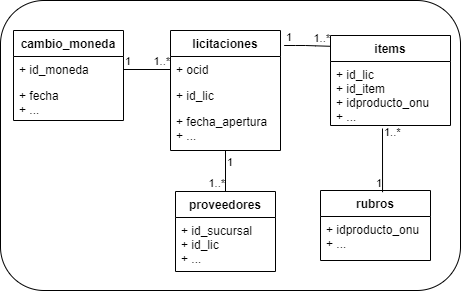 cambio_moneda
+ id_moneda
+ fecha
+ ...
1
1..*
licitaciones
+ ocid
+ id_lic
+ fecha_apertura
+ ...
1
1..*
items
+ id_lic
+ id_item
+ idproducto_onu
+ ...
1
1..*
proveedores
+ id_sucursal
+ id_lic
+ ...
1..*
1
rubros
+ idproducto_onu
+ ...